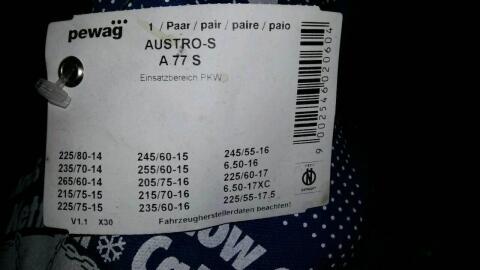 pewag
1 / Paar / pair / paire / paio
AUSTRO-S
A 77 S
Einsatzbereich PKW
9002546020604
225/80-14 245/60-15 245/55-16
235/70-14 255/60-15 6.50-16
265/60-14 205/75-16 225/60-17
215/75-15 215/70-16 6.50-17XC
225/75-15 235/60-16 225/55-17.5
V1.1 X30 Fahrzeugherstellerdaten beachten!
ow
Ca